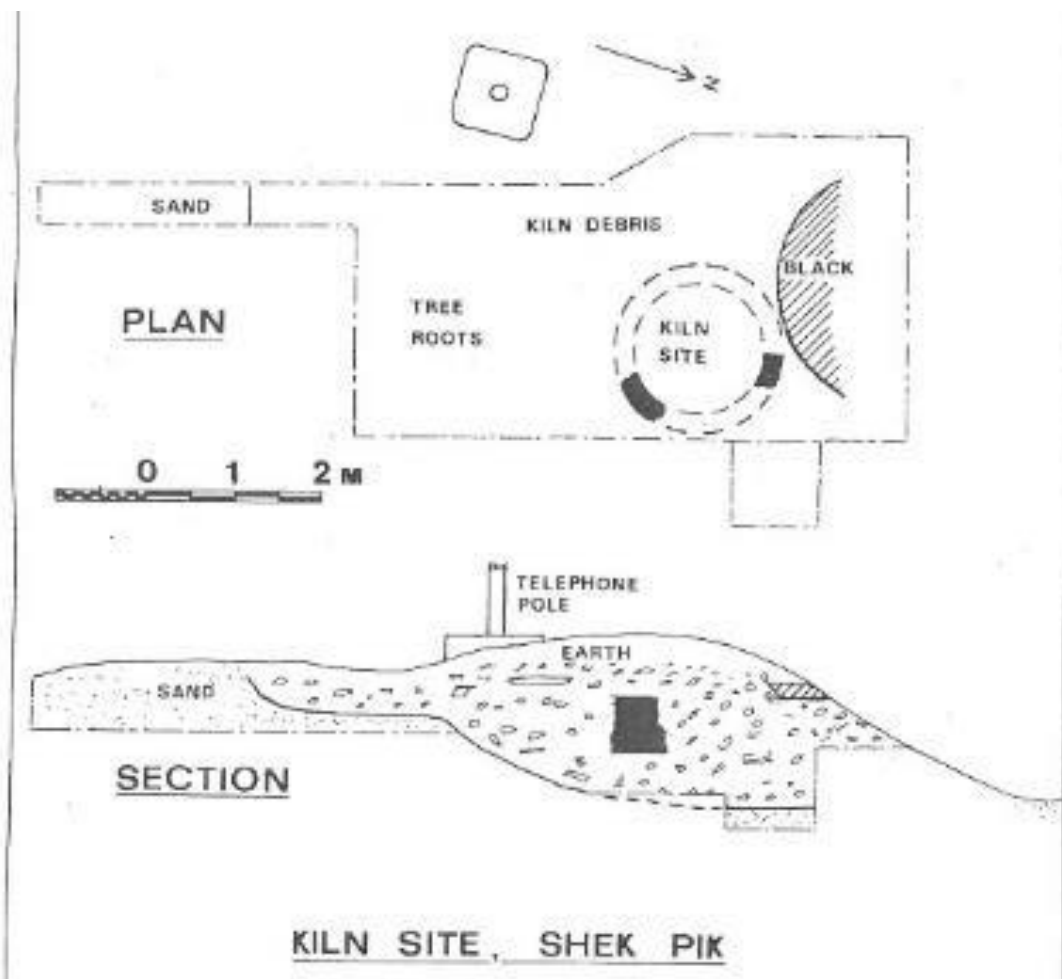 N
SAND
KILN DEBRIS
BLACK
TREE
ROOTS
KILN
SITE
PLAN
0 1 2 M
TELEPHONE
POLE
EARTH
SAND
SECTION
KILN SITE, SHEK PIK